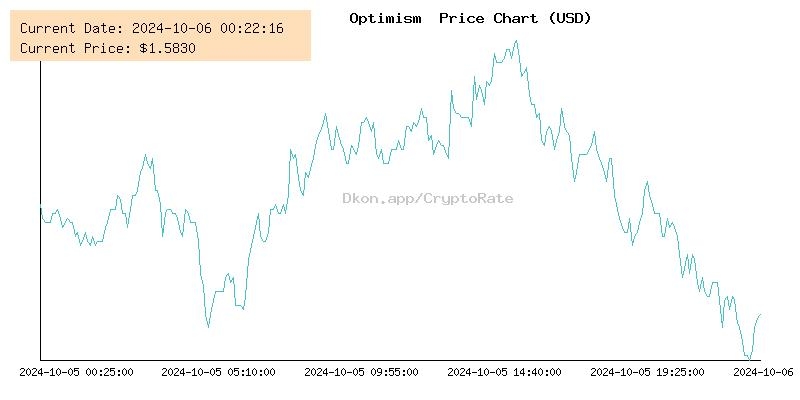 Optimism  Price Chart (USD)
Current Date: 2024-10-06 00:22:16
Current Price: $1.5830
Dkon.app/CryptoRate
2024-10-05 00:25:00 2024-10-05 05:10:00 2024-10-05 09:55:00 2024-10-05 14:40:00 2024-10-05 19:25:00 2024-10-06